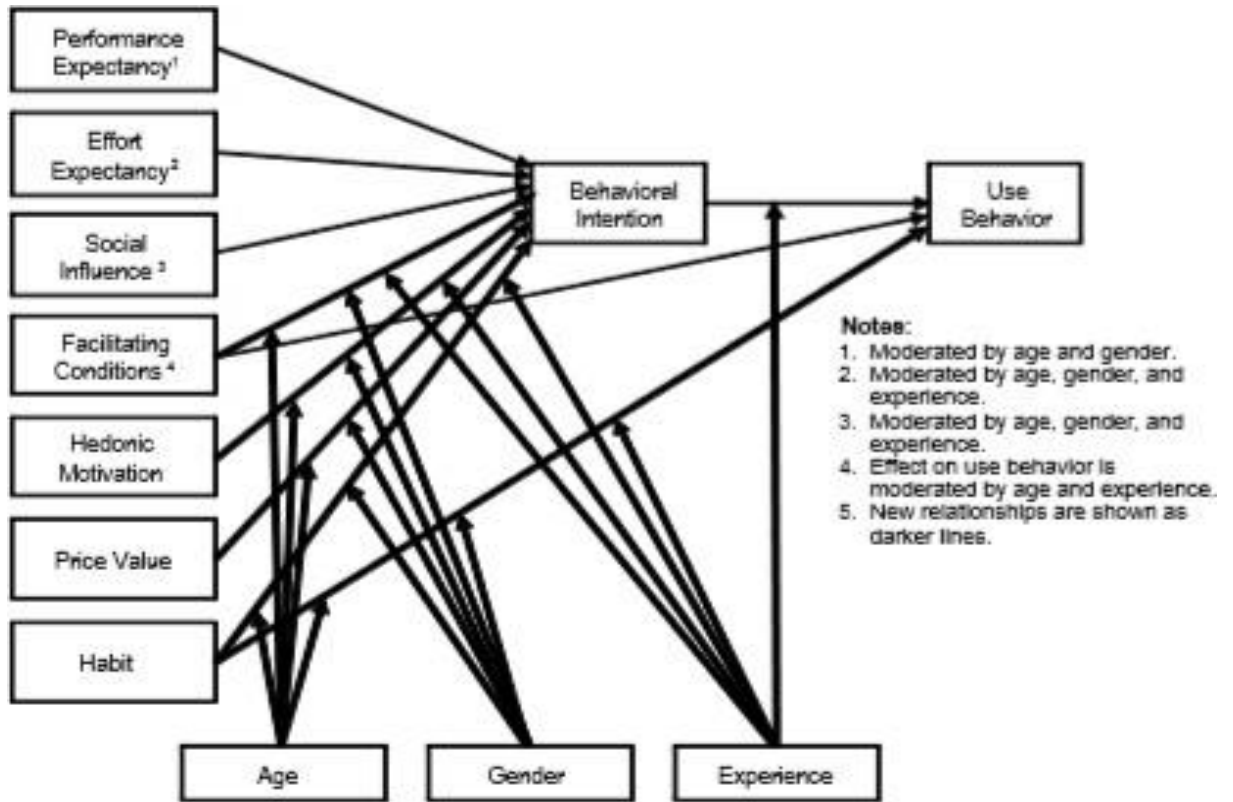 Performance
Expectancy¹
Effort
Expectancy²
Social
Influence ³
Facilitating
Conditions ⁴
Hedonic
Motivation
Price Value
Habit
Behavioral
Intention
Use
Behavior
Notes:
1. Moderated by age and gender.
2. Moderated by age, gender, and
experience.
3. Moderated by age, gender, and
experience.
4. Effect on use behavior is
moderated by age and experience.
5. New relationships are shown as
darker lines.
Age
Gender
Experience